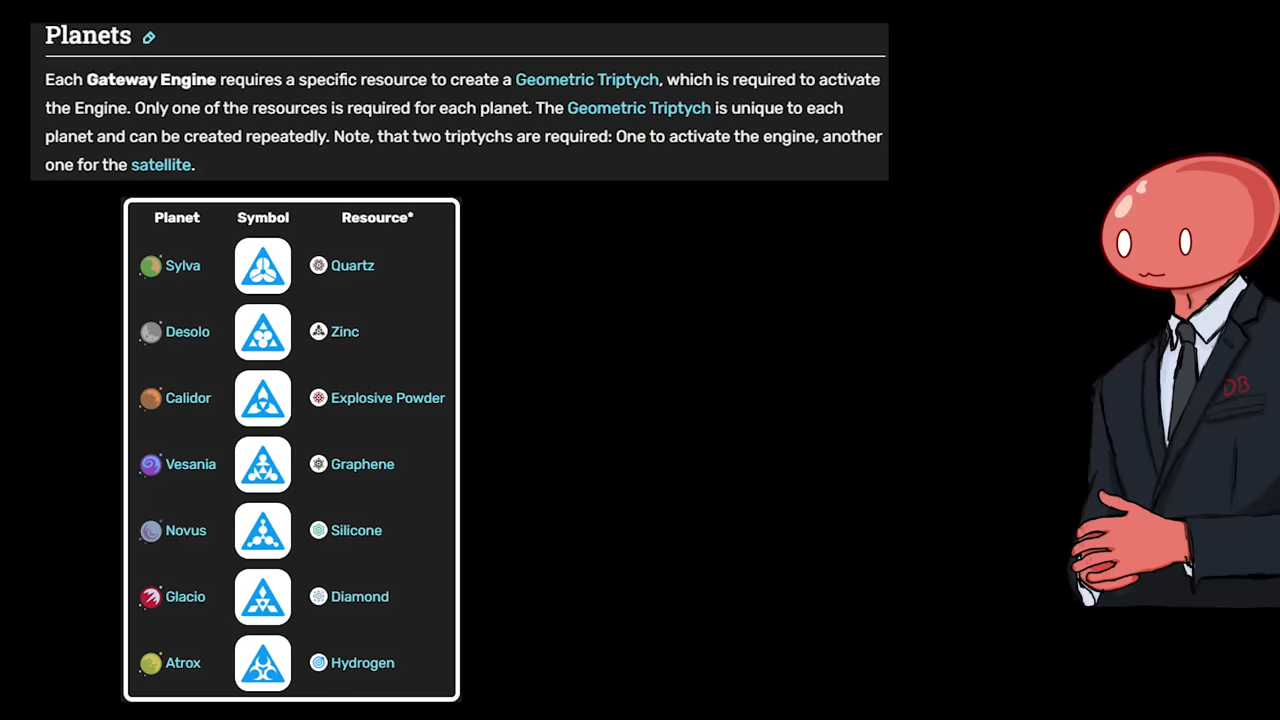 Planets
Each Gateway Engine requires a specific resource to create a Geometric Triptych, which is required to activate
the Engine. Only one of the resources is required for each planet. The Geometric Triptych is unique to each
planet and can be created repeatedly. Note, that two triptychs are required: One to activate the engine, another
one for the satellite.
Planet Symbol Resource*
Sylva Quartz
Desolo Zinc
Calidor Explosive Powder
Vesania Graphene
Novus Silicone
Glacio Diamond
Atrox Hydrogen
DB